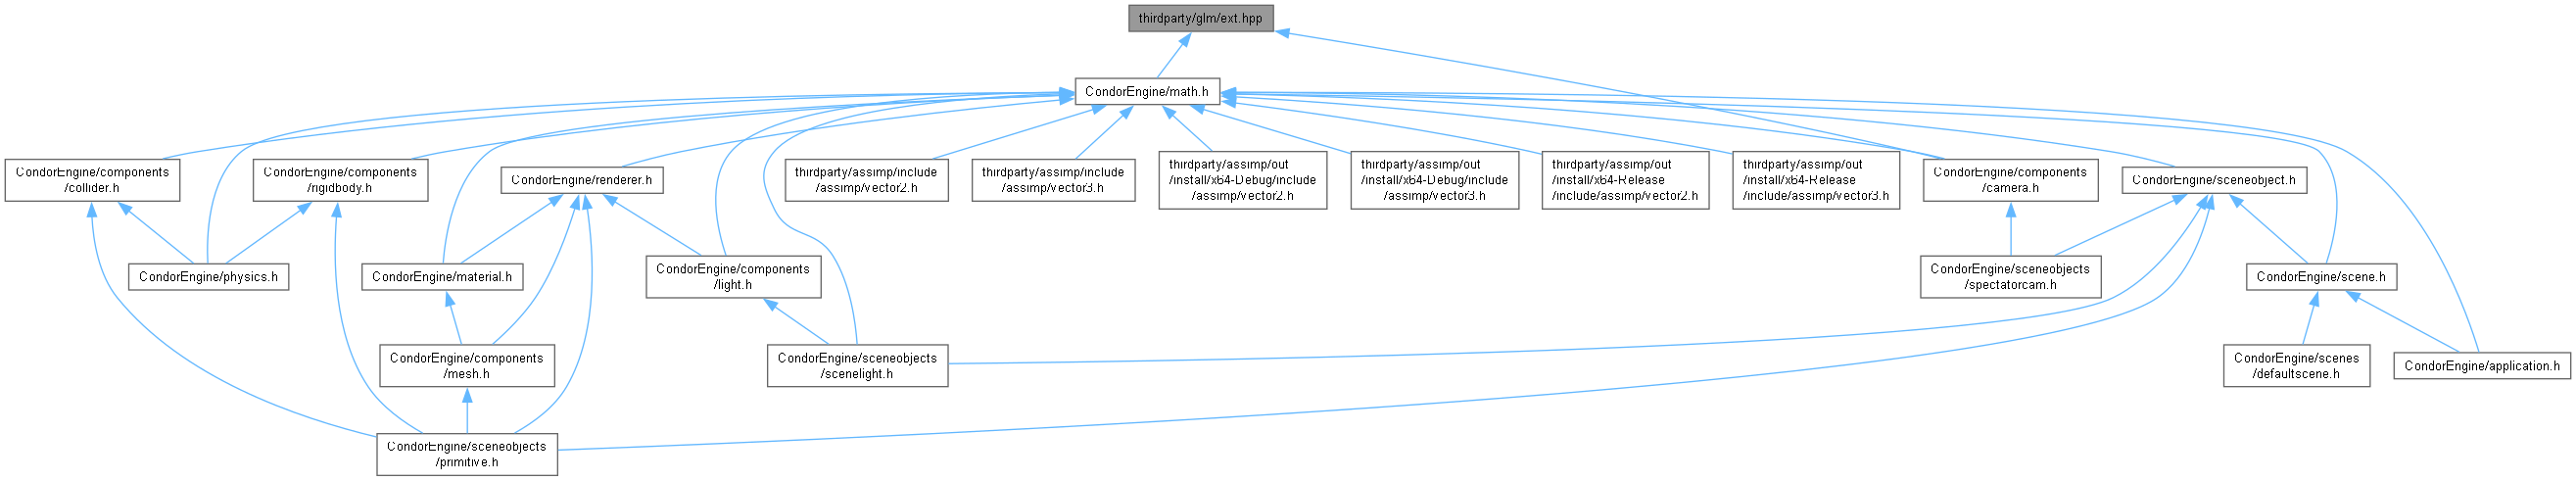 thirdparty/glm/ext.hpp
CondorEngine/math.h
CondorEngine/components
/collider.h
CondorEngine/components
/rigidbody.h
CondorEngine/renderer.h
thirdparty/assimp/include
/assimp/vector2.h
thirdparty/assimp/include
/assimp/vector3.h
thirdparty/assimp/out
/install/x64-Debug/include
/assimp/vector2.h
thirdparty/assimp/out
/install/x64-Debug/include
/assimp/vector3.h
thirdparty/assimp/out
/install/x64-Release
/include/assimp/vector2.h
thirdparty/assimp/out
/install/x64-Release
/include/assimp/vector3.h
CondorEngine/components
/camera.h
CondorEngine/sceneobject.h
CondorEngine/physics.h
CondorEngine/material.h
CondorEngine/components
/light.h
CondorEngine/sceneobjects
/spectatorcam.h
CondorEngine/scene.h
CondorEngine/components
/mesh.h
CondorEngine/sceneobjects
/scenelight.h
CondorEngine/scenes
/defaultscene.h
CondorEngine/application.h
CondorEngine/sceneobjects
/primitive.h